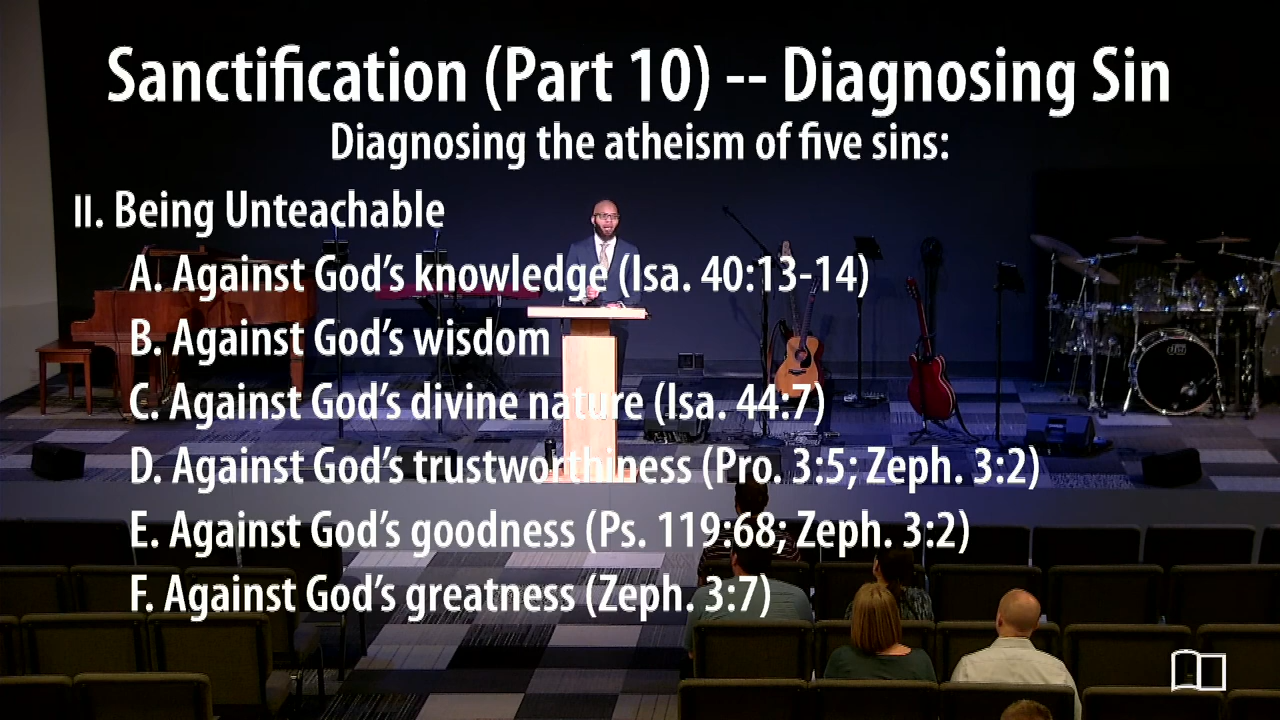 Sanctification (Part 10) -- Diagnosing Sin
Diagnosing the atheism of five sins:
II. Being Unteachable
A. Against God's knowledge (Isa. 40:13-14)
B. Against God's wisdom
C. Against God's divine nature (Isa. 44:7)
D. Against God's trustworthiness (Pro. 3:5; Zeph. 3:2)
E. Against God's goodness (Ps. 119:68; Zeph. 3:2)
F. Against God's greatness (Zeph. 3:7)